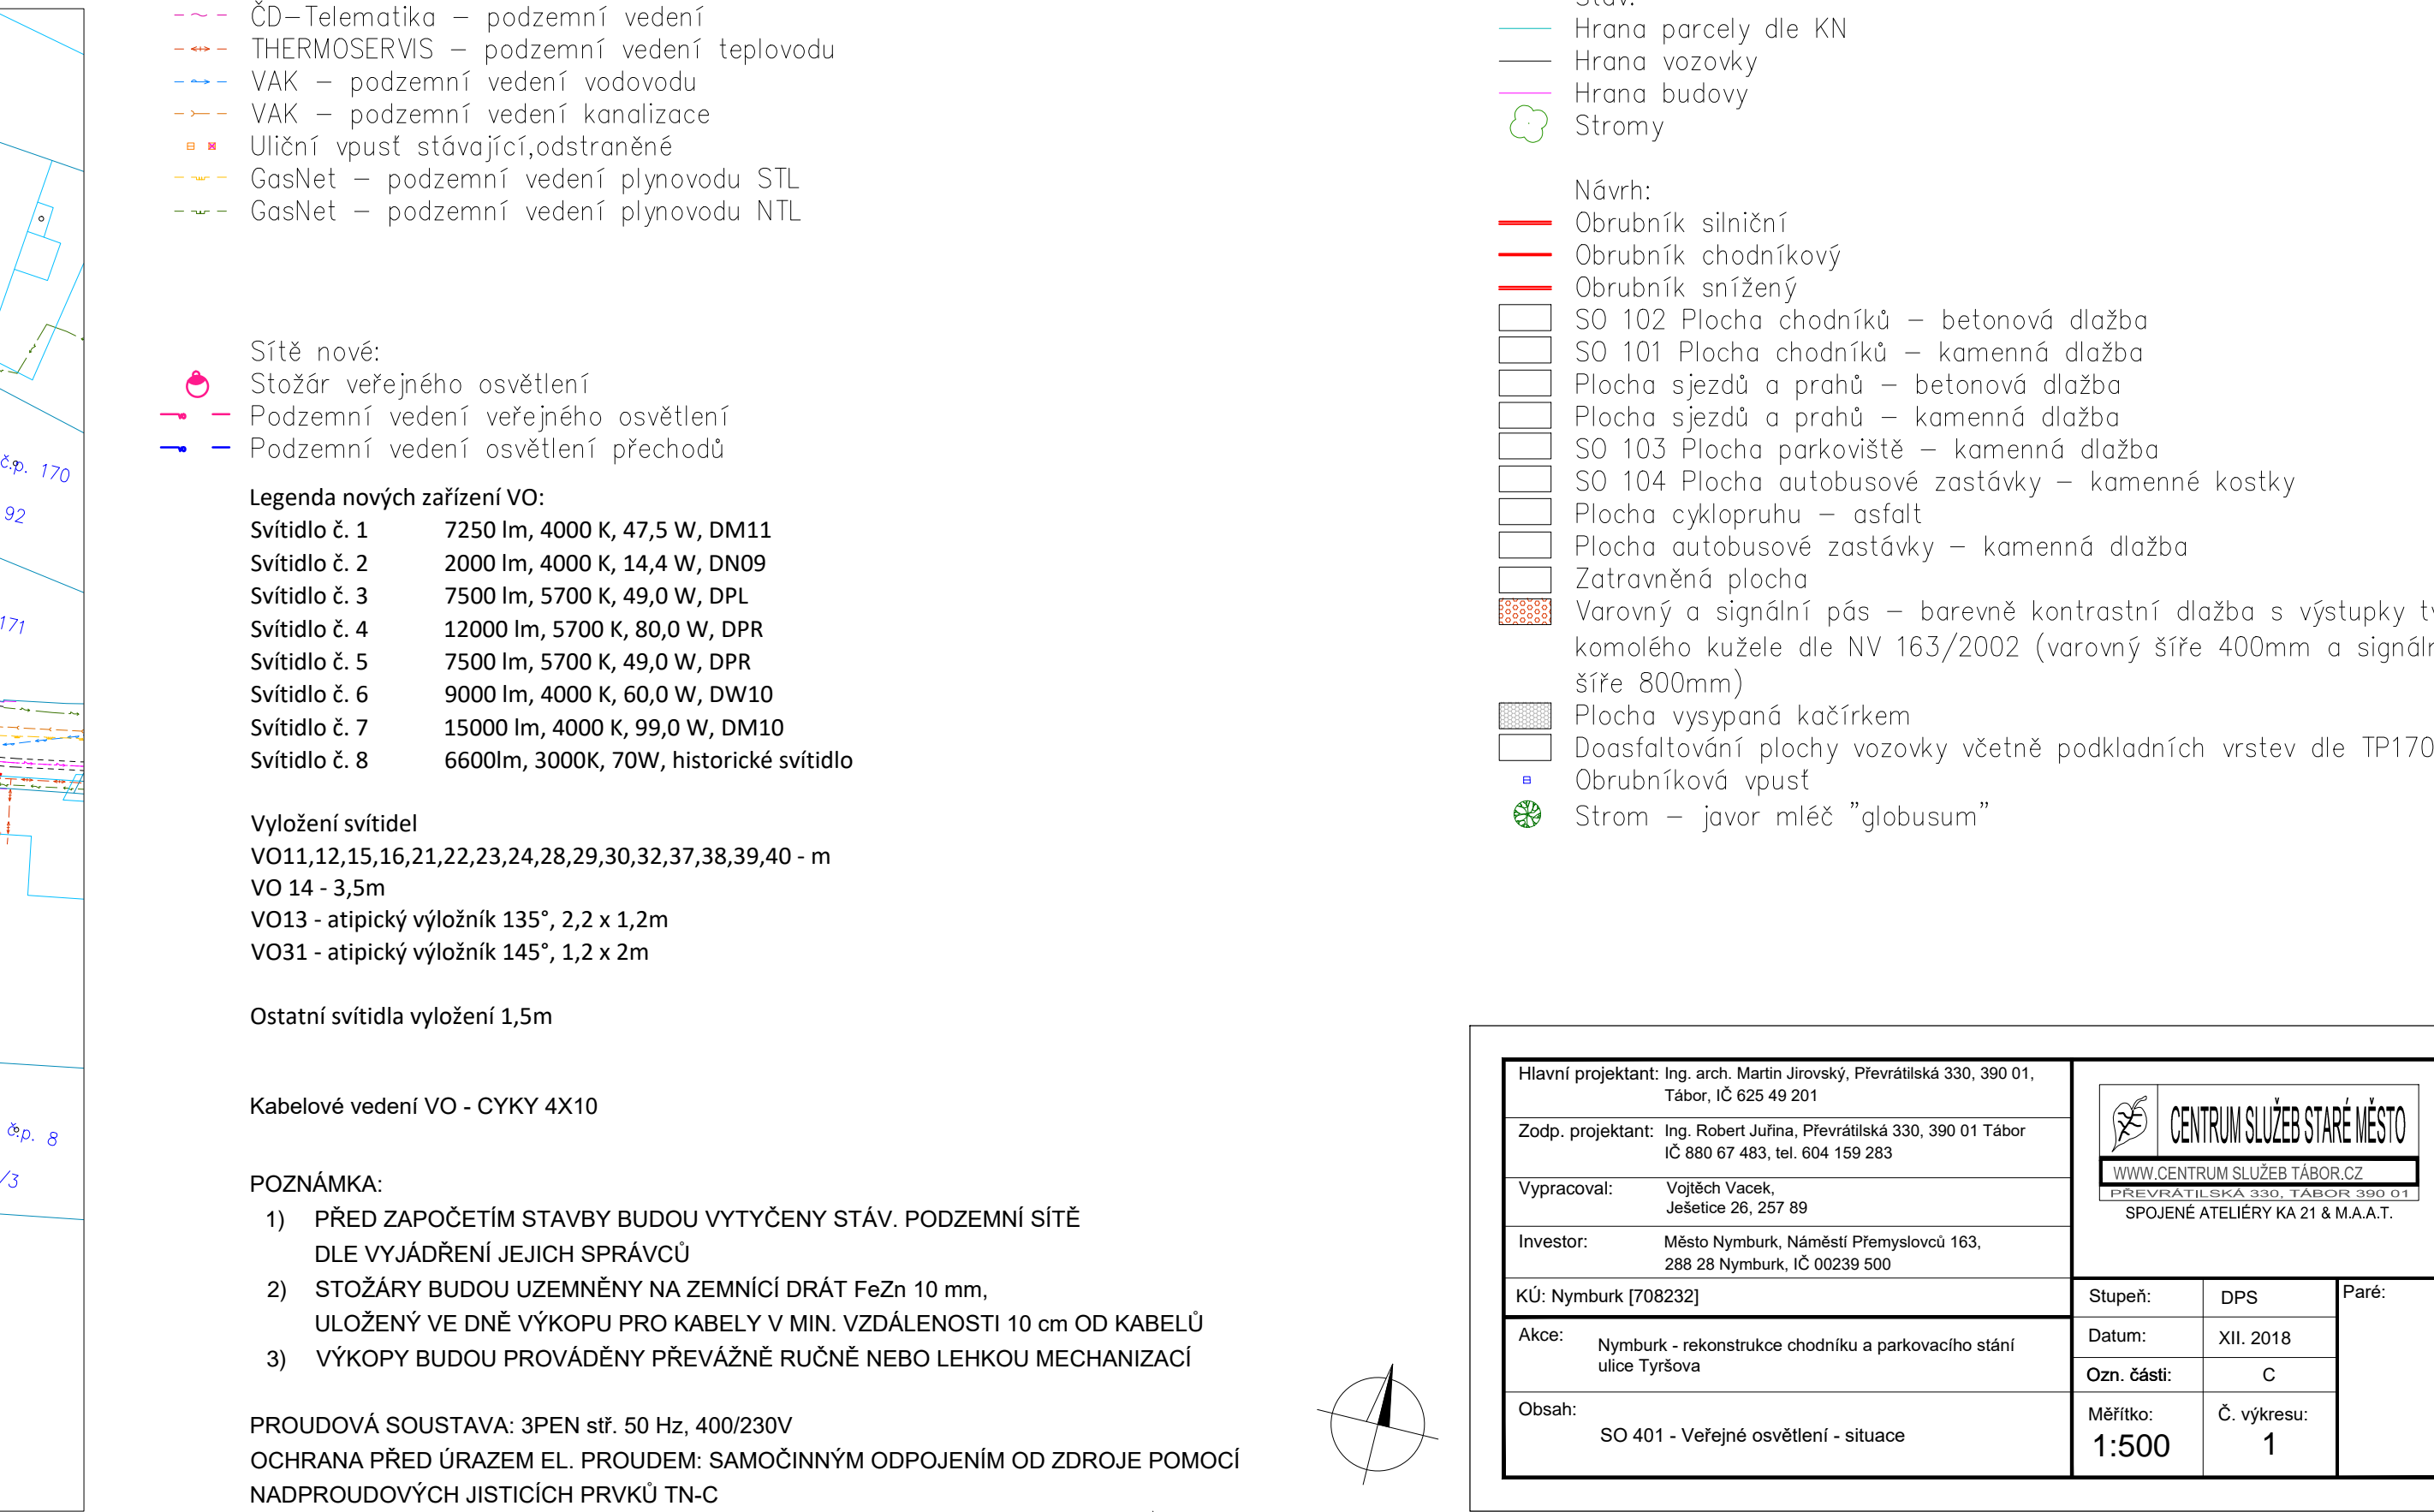 č.p. 170
92
171
č.p. 8
/3
ČD-Telematika – podzemní vedení
THERMOSERVIS – podzemní vedení teplovodu
VAK – podzemní vedení vodovodu
VAK – podzemní vedení kanalizace
Uliční vpusť stávající,odstraněné
GasNet – podzemní vedení plynovodu STL
GasNet – podzemní vedení plynovodu NTL
Sítě nové:
Stožár veřejného osvětlení
Podzemní vedení veřejného osvětlení
Podzemní vedení osvětlení přechodů
Legenda nových zařízení VO:
Svítidlo č. 1 7250 lm, 4000 K, 47,5 W, DM11
Svítidlo č. 2 2000 lm, 4000 K, 14,4 W, DN09
Svítidlo č. 3 7500 lm, 5700 K, 49,0 W, DPL
Svítidlo č. 4 12000 lm, 5700 K, 80,0 W, DPR
Svítidlo č. 5 7500 lm, 5700 K, 49,0 W, DPR
Svítidlo č. 6 9000 lm, 4000 K, 60,0 W, DW10
Svítidlo č. 7 15000 lm, 4000 K, 99,0 W, DM10
Svítidlo č. 8 6600lm, 3000K, 70W, historické svítidlo
Vyložení svítidel
VO11,12,15,16,21,22,23,24,28,29,30,32,37,38,39,40 - m
VO 14 - 3,5m
VO13 - atipický výložník 135°, 2,2 x 1,2m
VO31 - atipický výložník 145°, 1,2 x 2m
Ostatní svítidla vyložení 1,5m
Kabelové vedení VO - CYKY 4X10
POZNÁMKA:
1) PŘED ZAPOČETÍM STAVBY BUDOU VYTYČENY STÁV. PODZEMNÍ SÍTĚ
DLE VYJÁDŘENÍ JEJICH SPRÁVCŮ
2) STOŽÁRY BUDOU UZEMNĚNY NA ZEMNÍCÍ DRÁT FeZn 10 mm,
ULOŽENÝ VE DNĚ VÝKOPU PRO KABELY V MIN. VZDÁLENOSTI 10 cm OD KABELŮ
3) VÝKOPY BUDOU PROVÁDĚNY PŘEVÁŽNĚ RUČNĚ NEBO LEHKOU MECHANIZACÍ
PROUDOVÁ SOUSTAVA: 3PEN stř. 50 Hz, 400/230V
OCHRANA PŘED ÚRAZEM EL. PROUDEM: SAMOČINNÝM ODPOJENÍM OD ZDROJE POMOCÍ
NADPROUDOVÝCH JISTICÍCH PRVKŮ TN-C
Stav:
Hrana parcely dle KN
Hrana vozovky
Hrana budovy
Stromy
Návrh:
Obrubník silniční
Obrubník chodníkový
Obrubník snížený
SO 102 Plocha chodníků – betonová dlažba
SO 101 Plocha chodníků – kamenná dlažba
Plocha sjezdů a prahů – betonová dlažba
Plocha sjezdů a prahů – kamenná dlažba
SO 103 Plocha parkoviště – kamenná dlažba
SO 104 Plocha autobusové zastávky – kamenné kostky
Plocha cyklopruhu – asfalt
Plocha autobusové zastávky – kamenná dlažba
Zatravněná plocha
Varovný a signální pás – barevně kontrastní dlažba s výstupky
komolého kužele dle NV 163/2002 (varovný šíře 400mm a
šíře 800mm)
Plocha vysypaná kačírkem
Doasfaltování plochy vozovky včetně podkladních vrstev dle TP170
Obrubníková vpusť
Strom – javor mléč "globusum"
Hlavní projektant: Ing. arch. Martin Jirovský, Převrátilská 330, 390 01,
Tábor, IČ 625 49 201
Zodp. projektant: Ing. Robert Juřina, Převrátilská 330, 390 01 Tábor
IČ 880 67 483, tel. 604 159 283
Vypracoval: Vojtěch Vacek,
Ješetice 26, 257 89
Investor: Město Nymburk, Náměstí Přemyslovců 163,
288 28 Nymburk, IČ 00239 500
KÚ: Nymburk [708232]
Akce: Nymburk - rekonstrukce chodníku a parkovacího stání
ulice Tyršova
Obsah:
SO 401 - Veřejné osvětlení - situace
CENTRUM SLUŽEB STARÉ MĚSTO
WWW.CENTRUM SLUŽEB TÁBOR.CZ
PŘEVRÁTILSKÁ 330, TÁBOR 390 01
SPOJENÉ ATELIÉRY KA 21 & M.A.A.T.
Stupeň: DPS
Paré:
Datum: XII. 2018
Ozn. části: C
Měřítko: Č. výkresu:
1:500 1